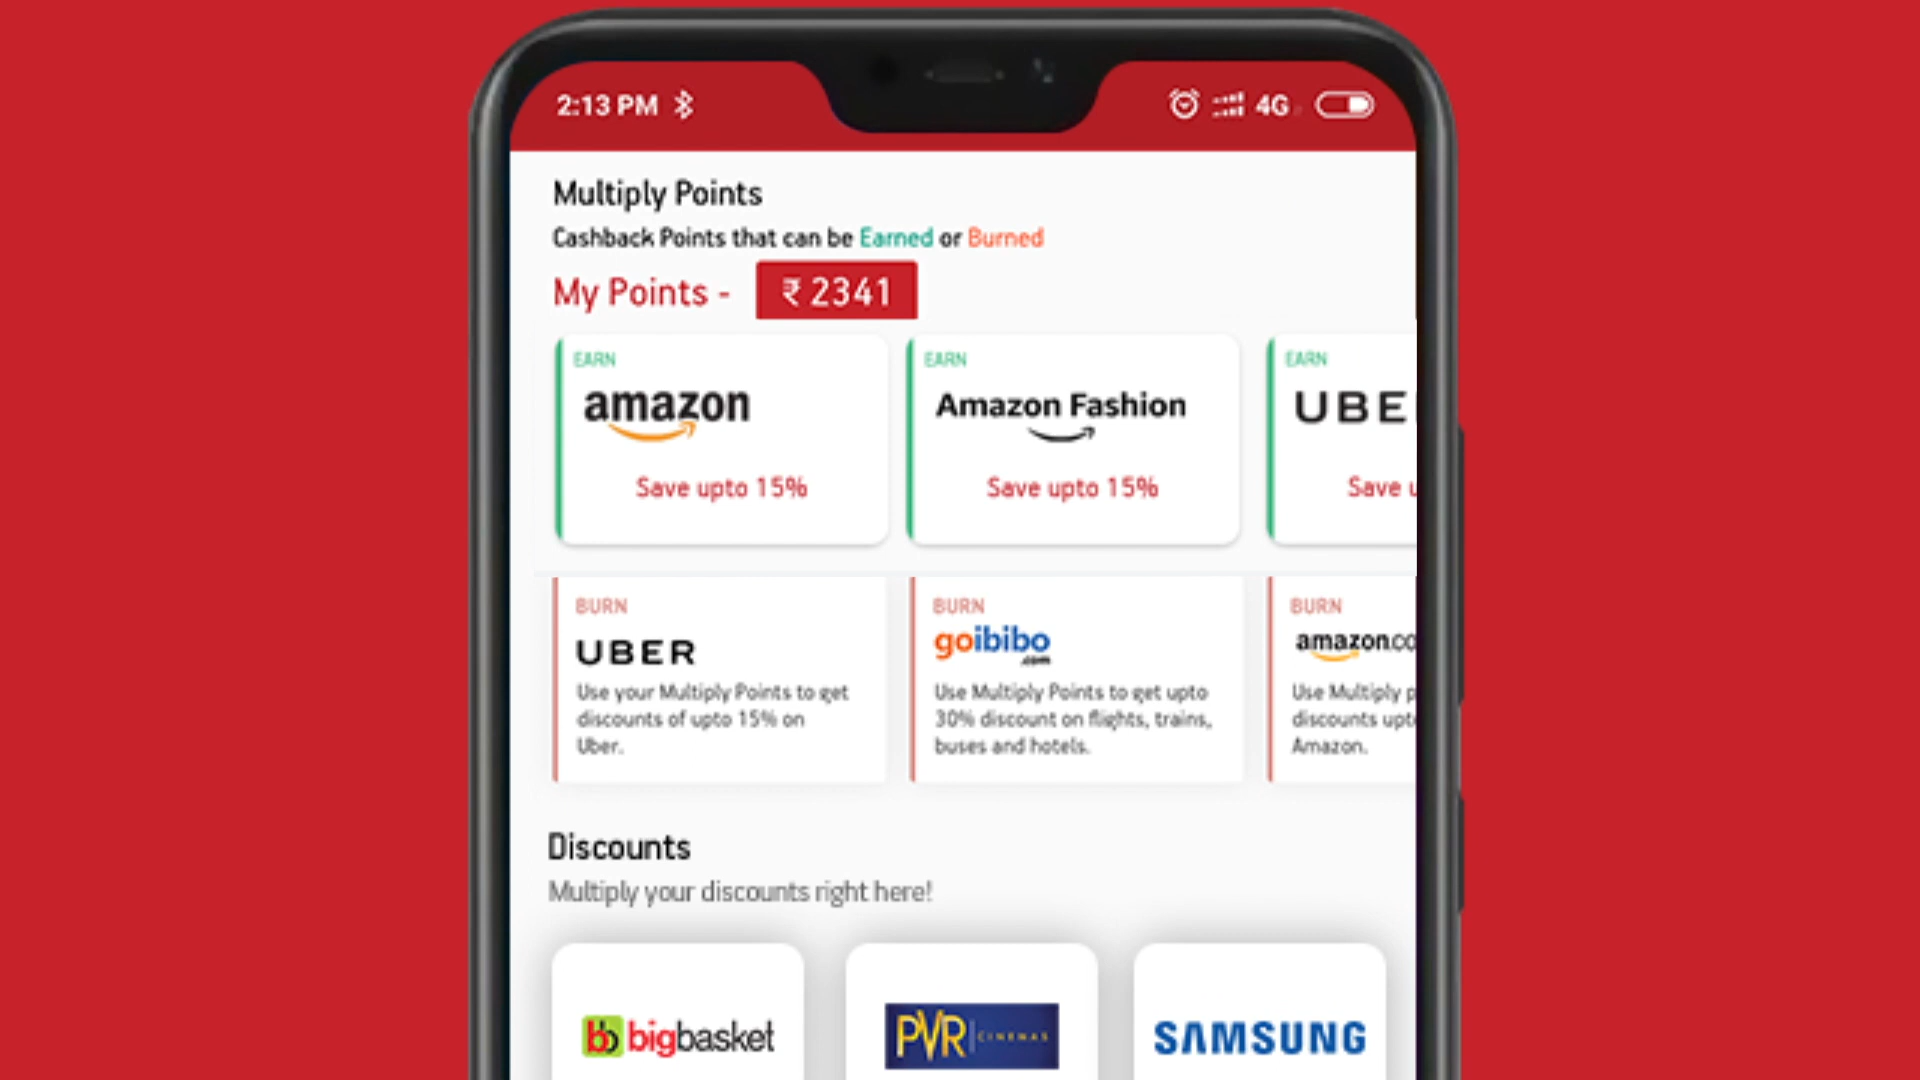 2:13 PM
4G
Multiply Points
Cashback Points that can be Earned or Burned
My Points - ₹ 2341
EARN
amazon
Save upto 15%
EARN
Amazon Fashion
Save upto 15%
EARN
UBE
Save u
BURN
UBER
Use your Multiply Points to get
discounts of upto 15% on
Uber.
BURN
goibibo
.com
Use Multiply Points to get upto
30% discount on flights, trains,
buses and hotels.
BURN
amazon.co
Use Multiply p
discounts upt
Amazon.
Discounts
Multiply your discounts right here!
bb bigbasket
PVR CINEMAS
SAMSUNG